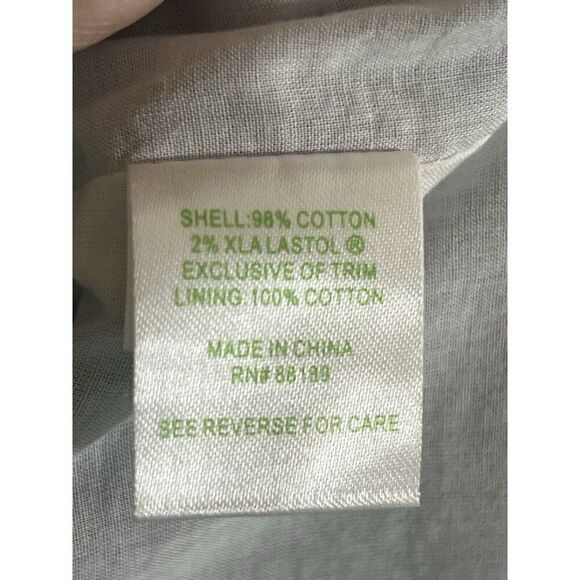 SHELL:98% COTTON
2% XLA LASTOL ®
EXCLUSIVE OF TRIM
LINING 100% COTTON
MADE IN CHINA
RN# 88189
SEE REVERSE FOR CARE